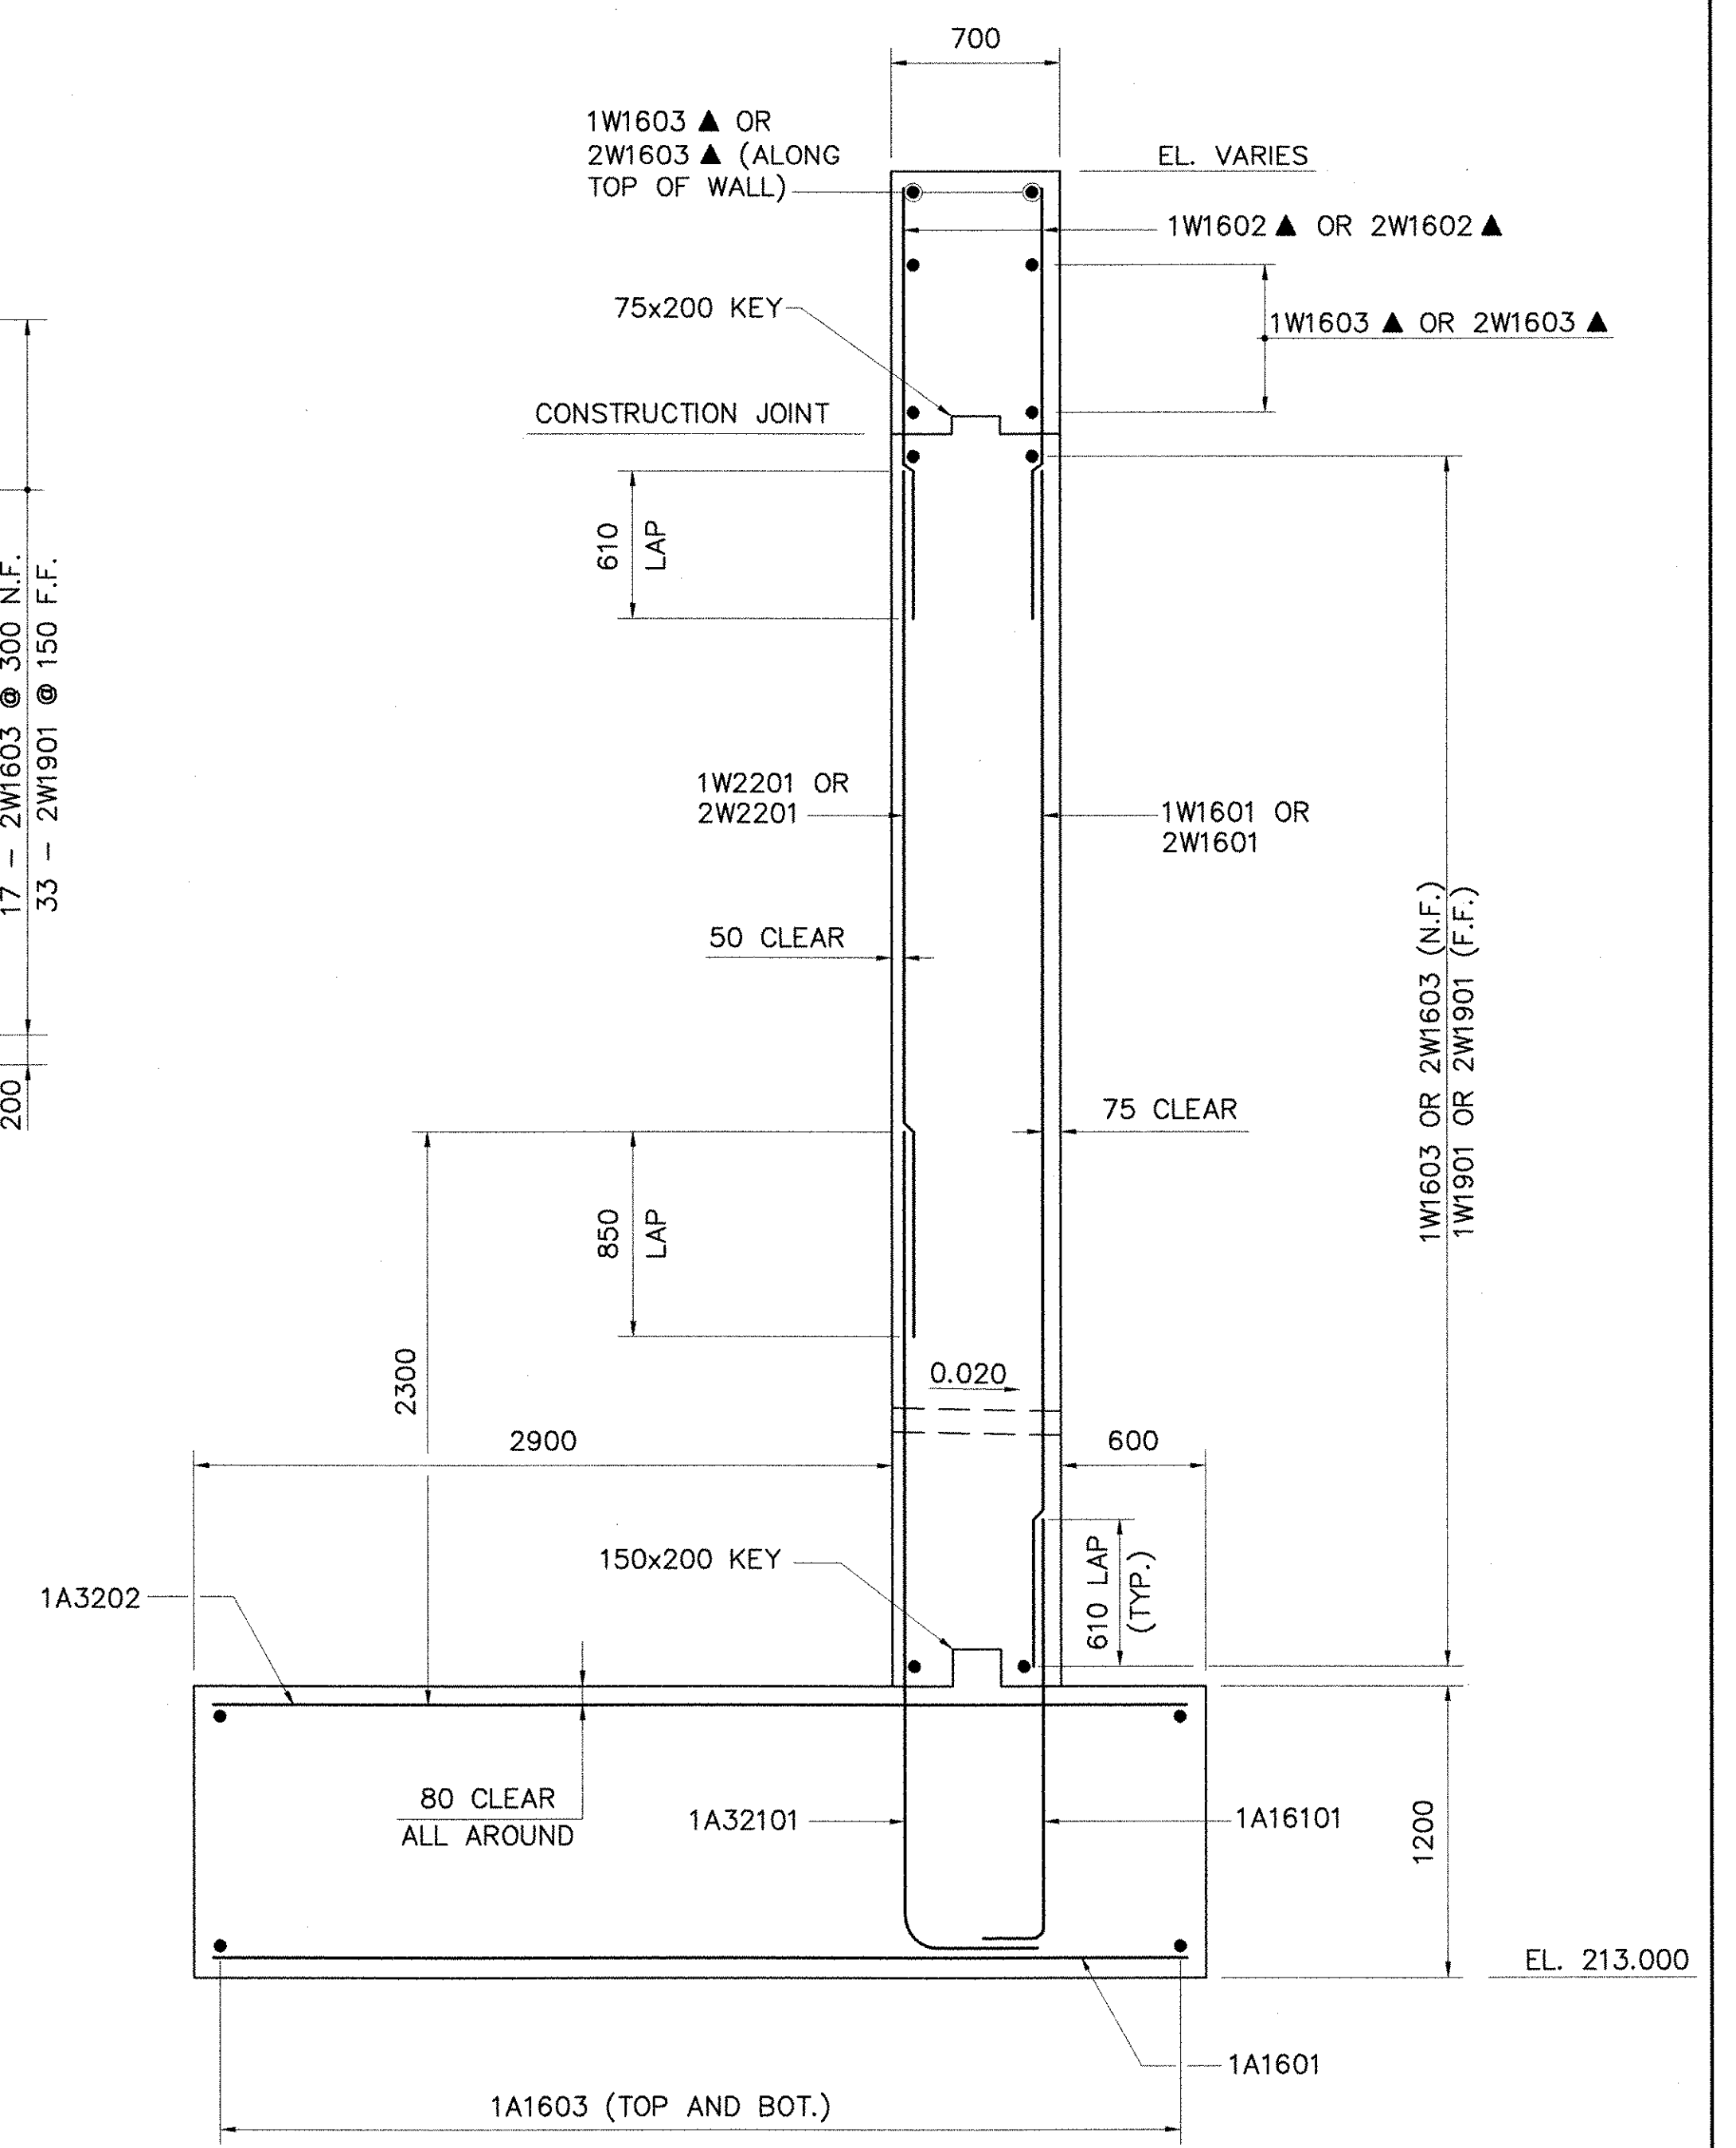 700
1W1603 ▲ OR
2W1603 ▲ (ALONG
TOP OF WALL)
EL. VARIES
1W1602 ▲ OR 2W1602 ▲
75x200 KEY
1W1603 ▲ OR 2W1603 ▲
CONSTRUCTION JOINT
610
LAP
17 – 2W1603 @ 300 N.F.
33 – 2W1901 @ 150 F.F.
200
1W2201 OR
2W2201
1W1601 OR
2W1601
50 CLEAR
1W1603 OR 2W1603 (N.F.)
1W1901 OR 2W1901 (F.F.)
75 CLEAR
850
LAP
2300
0.020
2900
600
150x200 KEY
610 LAP
(TYP.)
1A3202
80 CLEAR
ALL AROUND
1A32101
1A16101
1200
EL. 213.000
1A1601
1A1603 (TOP AND BOT.)